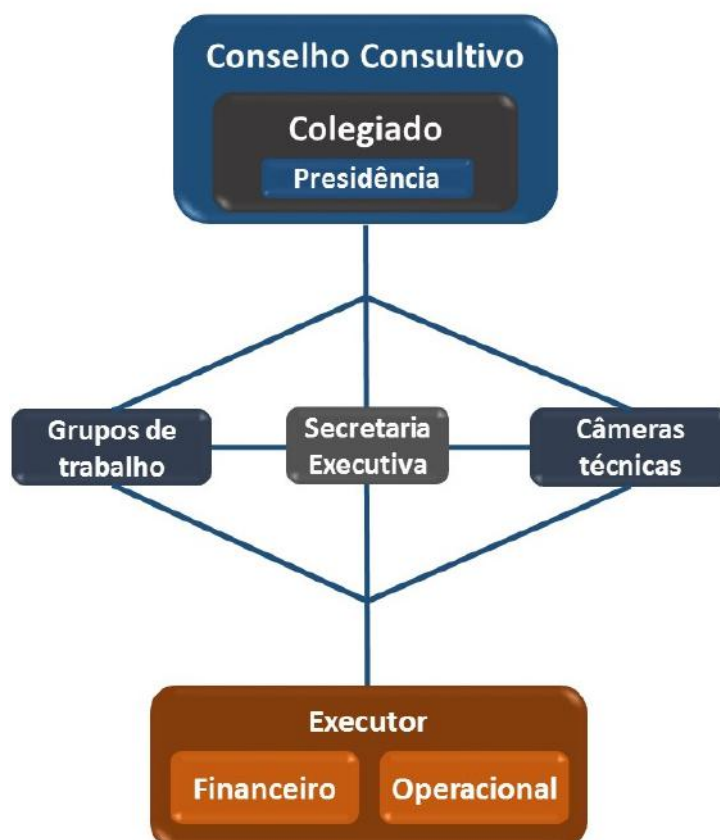 Conselho Consultivo
Colegiado
Presidência
Grupos de
trabalho
Secretaria
Executiva
Câmeras
técnicas
Executor
Financeiro
Operacional